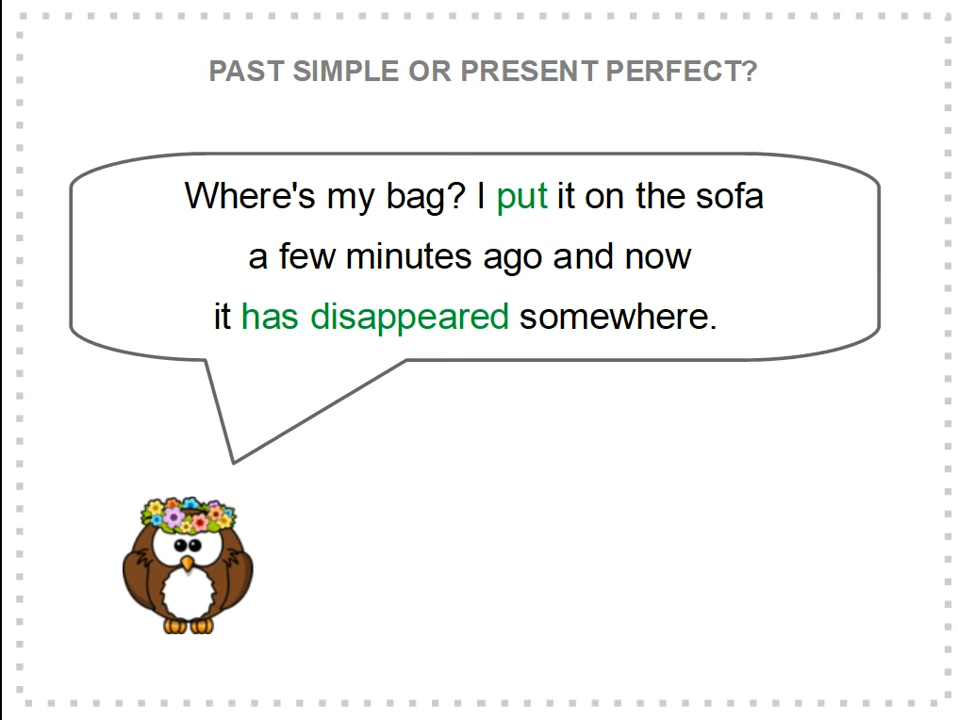 PAST SIMPLE OR PRESENT PERFECT?
Where's my bag? I put it on the sofa
a few minutes ago and now
it has disappeared somewhere.